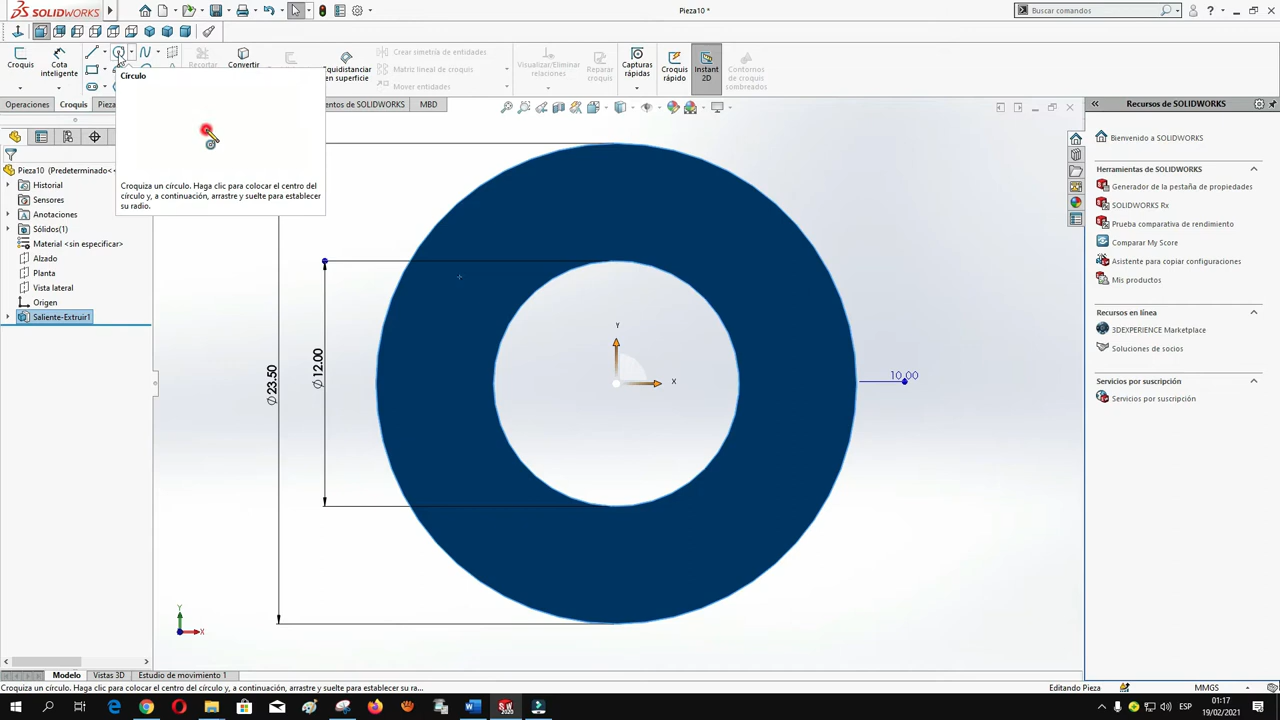 SOLIDWORKS
Pieza10 *
Buscar comandos
Croquis
Cota
inteligente
Recortar
Convertir
Equidistanciar
en superficie
Crear simetría de entidades
Matriz lineal de croquis
Mover entidades
Visualizar/Eliminar
relaciones
Reparar
croquis
Capturas
rápidas
Croquis
rápido
Instant
2D
Contornos
de croquis
sombreados
Operaciones
Croquis
Pieza
SOLIDWORKS
MBD
Círculo
Croquiza un círculo. Haga clic para colocar el centro del
círculo y, a continuación, arrastre y suelte para establecer
su radio.
Pieza10 (Predeterminado<<
Historial
Sensores
Anotaciones
Sólidos(1)
Material <sin especificar>
Alzado
Planta
Vista lateral
Origen
Saliente-Extruir1
Ø23.50
Ø12.00
10.00
Y
X
Y
X
Recursos de SOLIDWORKS
Bienvenido a SOLIDWORKS
Herramientas de SOLIDWORKS
Generador de la pestaña de propiedades
SOLIDWORKS Rx
Prueba comparativa de rendimiento
Comparar My Score
Asistente para copiar configuraciones
Mis productos
Recursos en línea
3DEXPERIENCE Marketplace
Soluciones de socios
Servicios por suscripción
Servicios por suscripción
Modelo
Vistas 3D
Estudio de movimiento 1
Croquiza un círculo. Haga clic para colocar el centro del círculo y, a continuación, arrastre y suelte para establecer su ra...
Editando Pieza
MMGS
ESP
01:17
19/02/2021